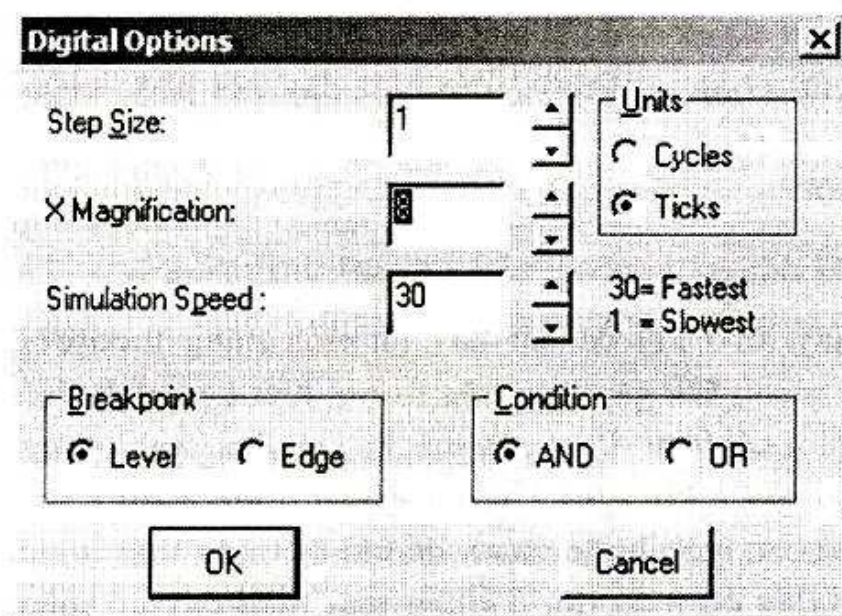 Digital Options
Step Size: 1
Units
Cycles
X Magnification: 8
Ticks
Simulation Speed : 30
30= Fastest
1 = Slowest
Breakpoint
Condition
Level Edge
AND OR
OK Cancel